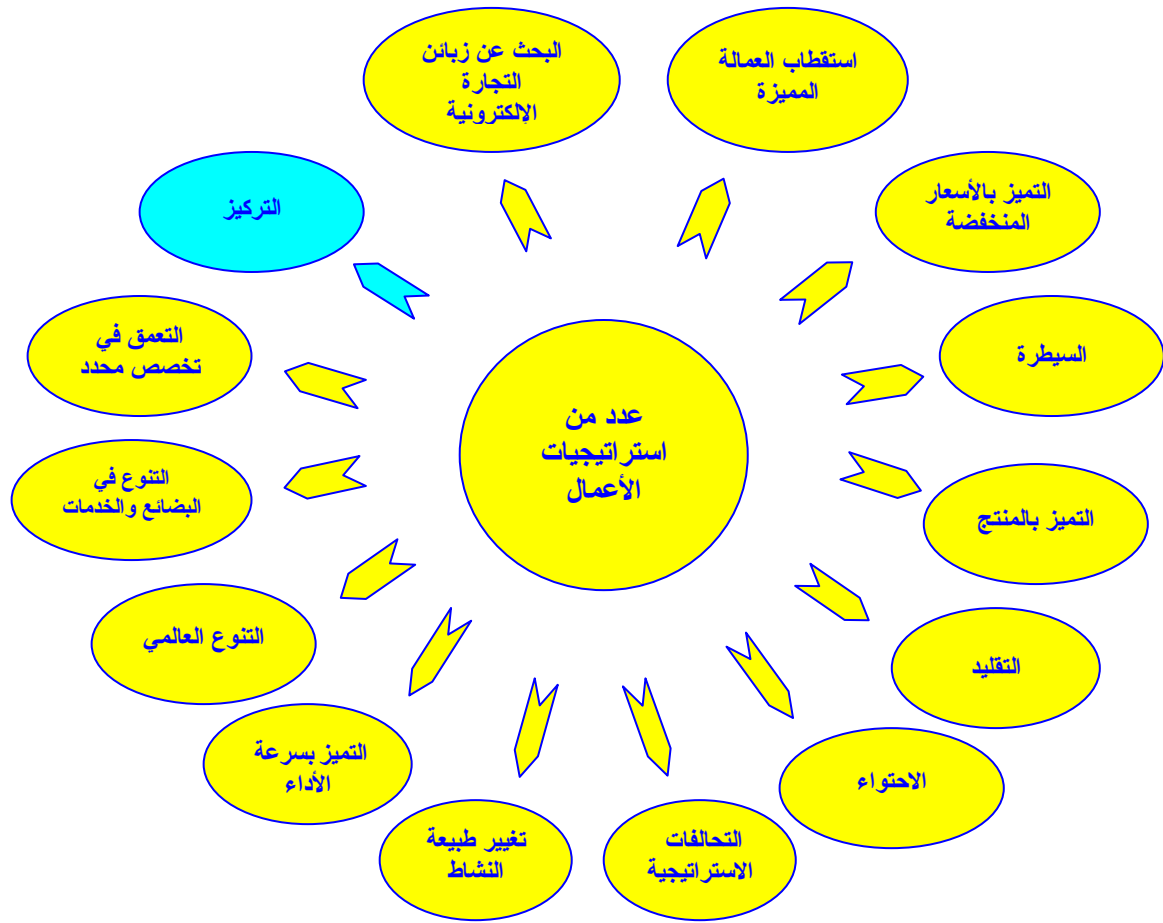 عدد من
استراتيجيات
الأعمال
استقطاب العمالة
المميزة
التميز بالأسعار
المنخفضة
السيطرة
التميز بالمنتج
التقليد
الاحتواء
التحالفات
الاستراتيجية
تغيير طبيعة
النشاط
التميز بسرعة
الأداء
التنوع العالمي
التنوع في
البضائع والخدمات
التعمق في
تخصص محدد
التركيز
البحث عن زبائن
التجارة
الإلكترونية